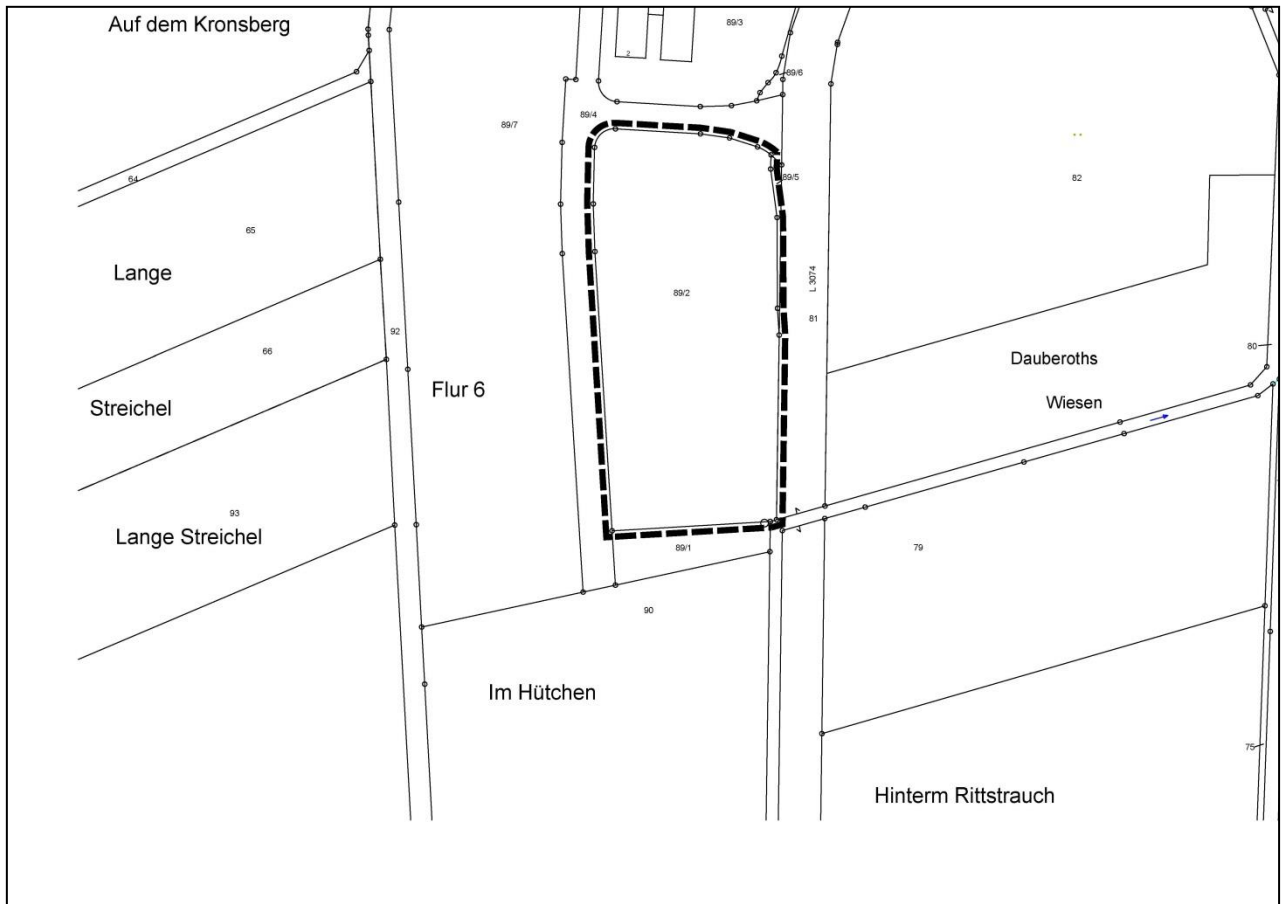 Auf dem Kronsberg
89/3
2
89/6
89/4
89/7
82
64
89/5
65
Lange
L 3074
89/2
81
92
80
66
Dauberoths
Flur 6
Wiesen
Streichel
93
Lange Streichel
89/1
79
90
Im Hütchen
75
Hinterm Rittstrauch